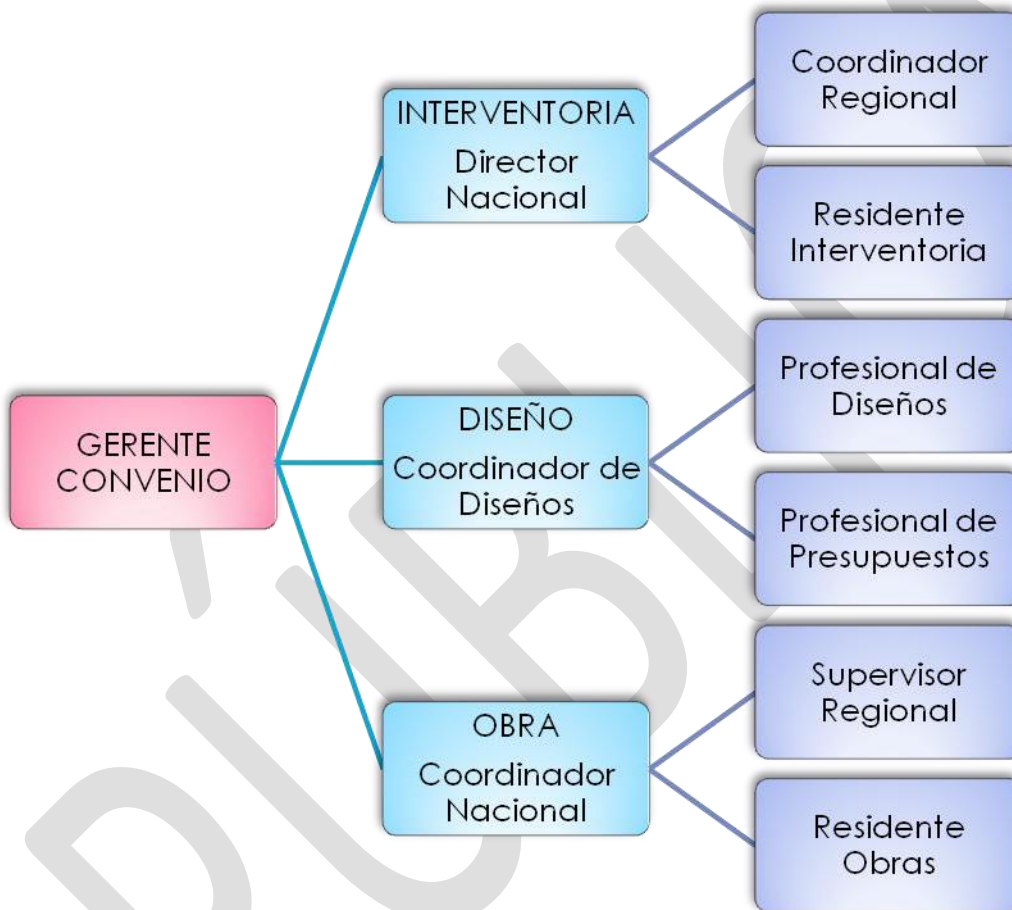 GERENTE
CONVENIO
INTERVENTORIA
Director
Nacional
Coordinador
Regional
Residente
Interventoria
DISEÑO
Coordinador de
Diseños
Profesional de
Diseños
Profesional de
Presupuestos
OBRA
Coordinador
Nacional
Supervisor
Regional
Residente
Obras